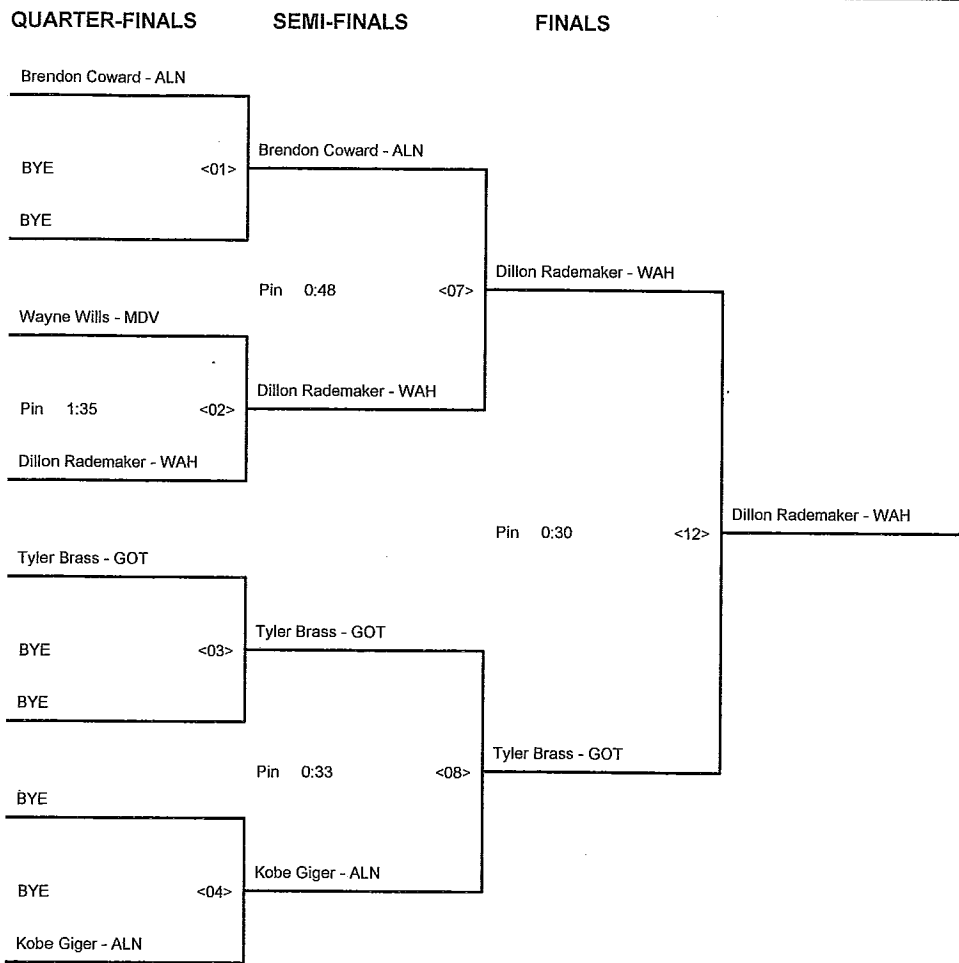 QUARTER-FINALS SEMI-FINALS FINALS
Brendon Coward - ALN
Brendon Coward - ALN
BYE <01>
BYE
Dillon Rademaker - WAH
Pin 0:48 <07>
Wayne Wills - MDV
Dillon Rademaker - WAH
Pin 1:35 <02>
Dillon Rademaker - WAH
Dillon Rademaker - WAH
Pin 0:30 <12>
Tyler Brass - GOT
Tyler Brass - GOT
BYE <03>
BYE
Tyler Brass - GOT
Pin 0:33 <08>
BYE
Kobe Giger - ALN
BYE <04>
Kobe Giger - ALN